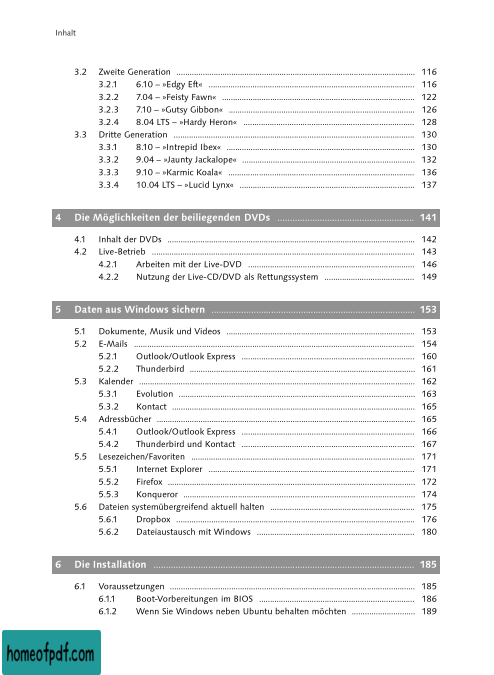 Inhalt
3.2 Zweite Generation 116
3.2.1 6.10 – »Edgy Eft« 116
3.2.2 7.04 – »Feisty Fawn« 122
3.2.3 7.10 – »Gutsy Gibbon« 126
3.2.4 8.04 LTS – »Hardy Heron« 128
3.3 Dritte Generation 130
3.3.1 8.10 – »Intrepid Ibex« 130
3.3.2 9.04 – »Jaunty Jackalope« 132
3.3.3 9.10 – »Karmic Koala« 136
3.3.4 10.04 LTS – »Lucid Lynx« 137
4 Die Möglichkeiten der beiliegenden DVDs 141
4.1 Inhalt der DVDs 142
4.2 Live-Betrieb 143
4.2.1 Arbeiten mit der Live-DVD 146
4.2.2 Nutzung der Live-CD/DVD als Rettungssystem 149
5 Daten aus Windows sichern 153
5.1 Dokumente, Musik und Videos 153
5.2 E-Mails 154
5.2.1 Outlook/Outlook Express 160
5.2.2 Thunderbird 161
5.3 Kalender 162
5.3.1 Evolution 163
5.3.2 Kontact 165
5.4 Adressbücher 165
5.4.1 Outlook/Outlook Express 166
5.4.2 Thunderbird und Kontact 167
5.5 Lesezeichen/Favoriten 171
5.5.1 Internet Explorer 171
5.5.2 Firefox 172
5.5.3 Konqueror 174
5.6 Dateien systemübergreifend aktuell halten 175
5.6.1 Dropbox 176
5.6.2 Dateiaustausch mit Windows 180
6 Die Installation 185
6.1 Voraussetzungen 185
6.1.1 Boot-Vorbereitungen im BIOS 186
6.1.2 Wenn Sie Windows neben Ubuntu behalten möchten 189
homeofpdf.com